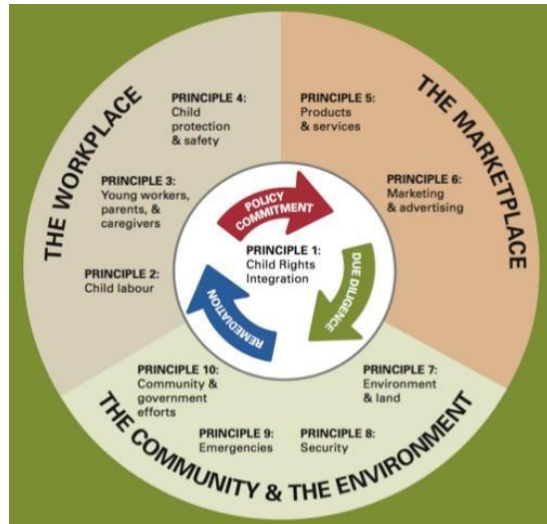 THE WORKPLACE
PRINCIPLE 4:
Child
protection
& safety
PRINCIPLE 3:
Young workers,
parents, &
caregivers
PRINCIPLE 2:
Child labour
THE MARKETPLACE
PRINCIPLE 5:
Products
& services
PRINCIPLE 6:
Marketing
& advertising
POLICY
COMMITMENT
PRINCIPLE 1:
Child Rights
Integration
DUE DILIGENCE
REMEDIATION
PRINCIPLE 10:
Community &
government
efforts
PRINCIPLE 7:
Environment
& land
PRINCIPLE 9:
Emergencies
PRINCIPLE 8:
Security
THE COMMUNITY & THE ENVIRONMENT